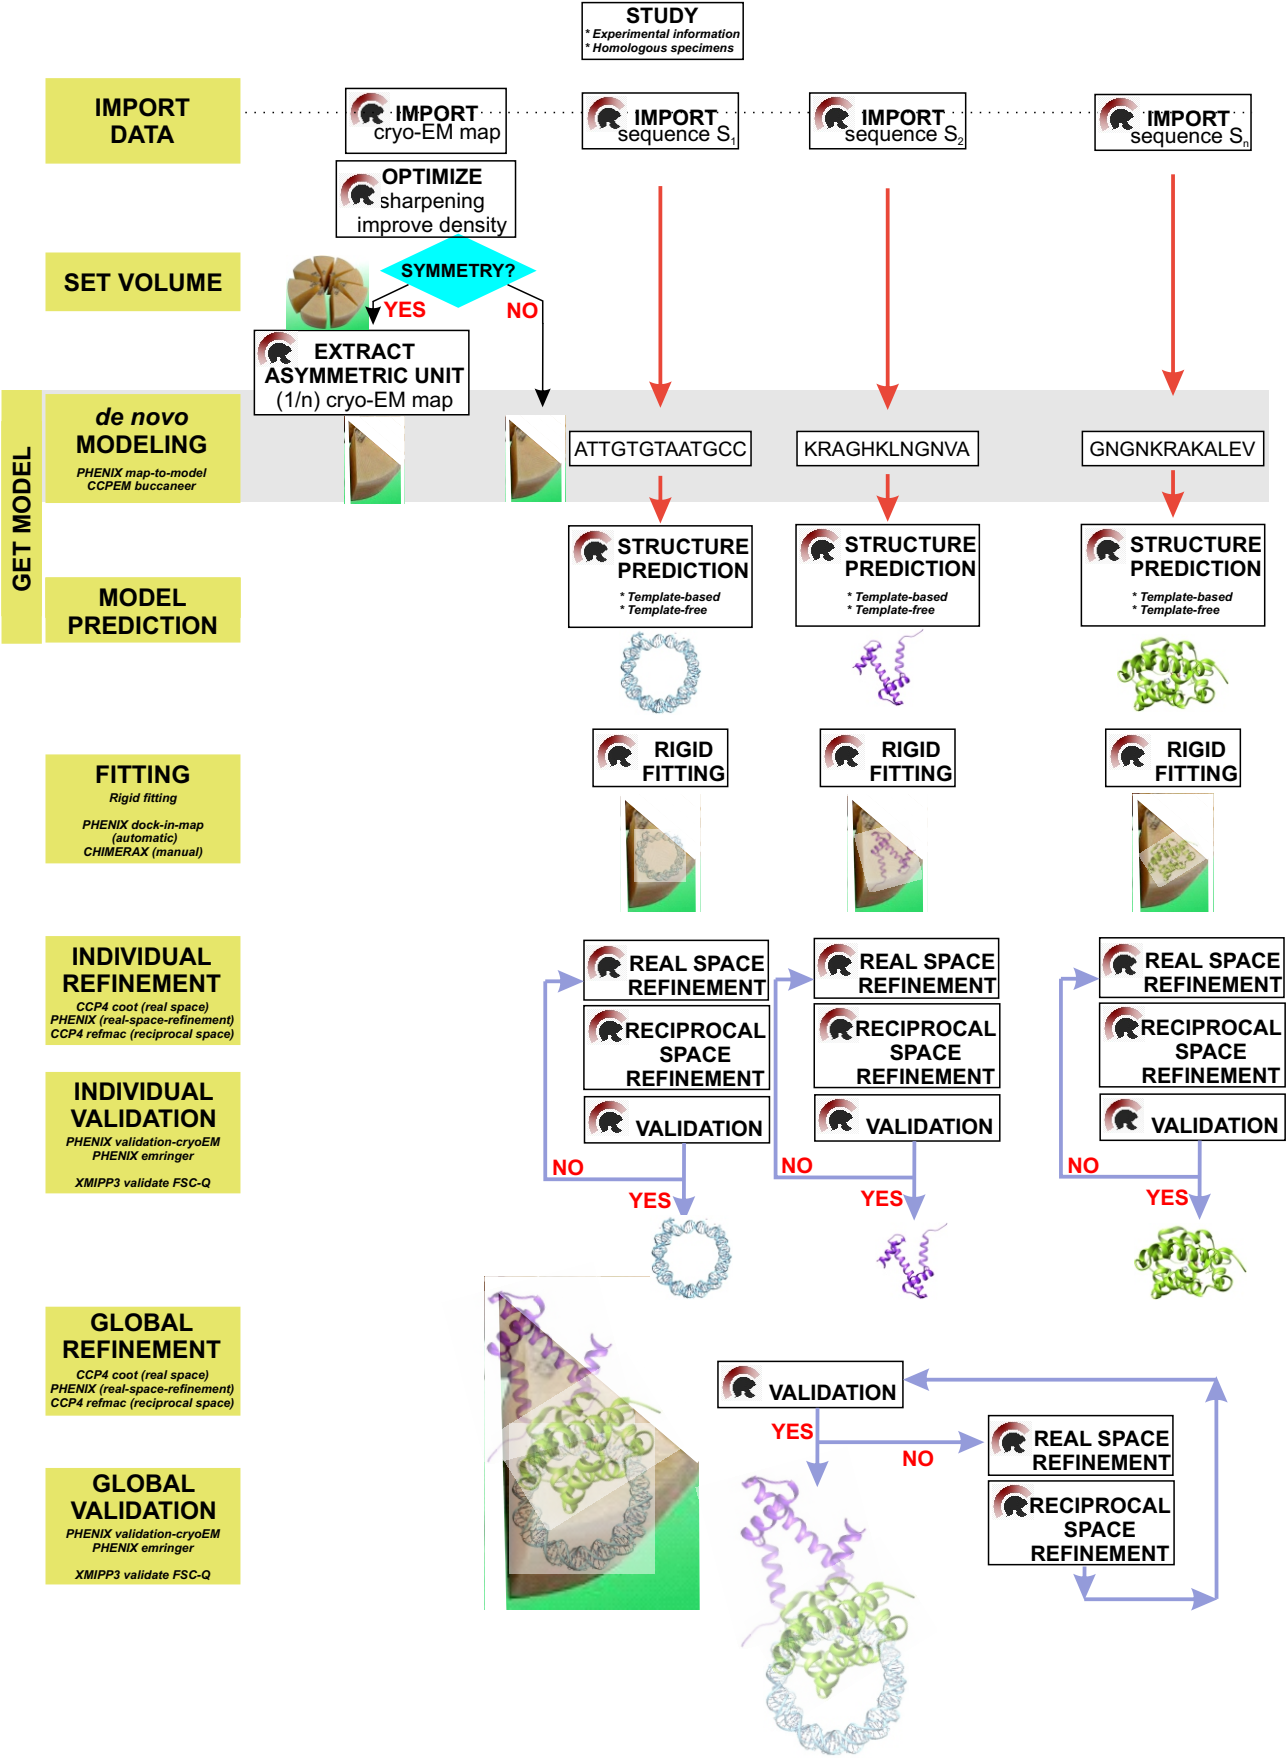 STUDY
* Experimental information
* Homologous specimens
IMPORT
DATA
IMPORT
cryo-EM map
IMPORT
sequence S1
IMPORT
sequence S2
IMPORT
sequence Sn
OPTIMIZE
sharpening
improve density
SET VOLUME
SYMMETRY?
YES
NO
EXTRACT
ASYMMETRIC UNIT
(1/n) cryo-EM map
GET MODEL
de novo
MODELING
PHENIX map-to-model
CCPEM buccaneer
ATTGTGTAATGCC
KRAGHKLNGNVA
GNGNKRAKALEV
MODEL
PREDICTION
STRUCTURE
PREDICTION
* Template-based
* Template-free
STRUCTURE
PREDICTION
* Template-based
* Template-free
STRUCTURE
PREDICTION
* Template-based
* Template-free
FITTING
Rigid fitting
PHENIX dock-in-map
(automatic)
CHIMERAX (manual)
RIGID
FITTING
RIGID
FITTING
RIGID
FITTING
INDIVIDUAL
REFINEMENT
CCP4 coot (real space)
PHENIX (real-space-refinement)
CCP4 refmac (reciprocal space)
REAL SPACE
REFINEMENT
RECIPROCAL
SPACE
REFINEMENT
REAL SPACE
REFINEMENT
RECIPROCAL
SPACE
REFINEMENT
REAL SPACE
REFINEMENT
RECIPROCAL
SPACE
REFINEMENT
INDIVIDUAL
VALIDATION
PHENIX validation-cryoEM
PHENIX emringer
XMIPP3 validate FSC-Q
VALIDATION
NO
YES
VALIDATION
NO
YES
VALIDATION
NO
YES
GLOBAL
REFINEMENT
CCP4 coot (real space)
PHENIX (real-space-refinement)
CCP4 refmac (reciprocal space)
VALIDATION
YES
NO
REAL SPACE
REFINEMENT
RECIPROCAL
SPACE
REFINEMENT
GLOBAL
VALIDATION
PHENIX validation-cryoEM
PHENIX emringer
XMIPP3 validate FSC-Q